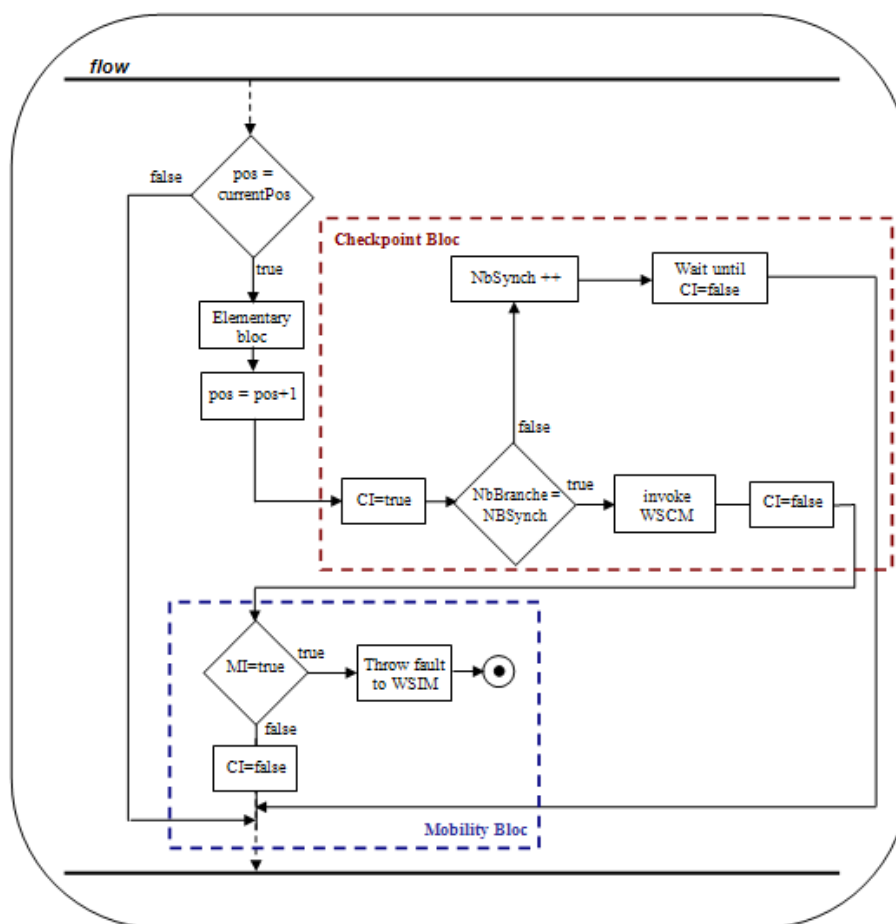 flow
pos =
currentPos
false
true
Checkpoint Bloc
NbSynch ++
Wait until
CI=false
Elementary
bloc
pos = pos+1
false
CI=true
NbBranche =
NBSynch
true
invoke
WSCM
CI=false
MI=true
true
Throw fault
to WSIM
false
CI=false
Mobility Bloc